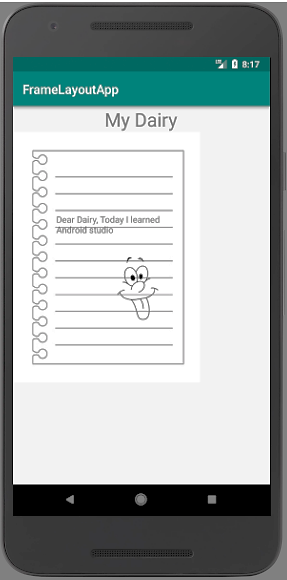 8:17
FrameLayoutApp
My Dairy
Dear Dairy, Today I learned
Android studio